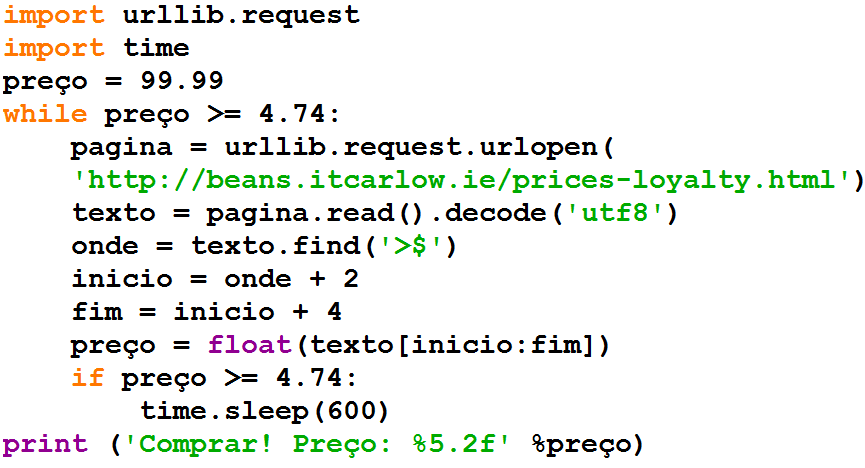 import urllib.request
import time
preço = 99.99
while preço >= 4.74:
    pagina = urllib.request.urlopen(
    'http://beans.itcarlow.ie/prices-loyalty.html')
    texto = pagina.read().decode('utf8')
    onde = texto.find('>$')
    inicio = onde + 2
    fim = inicio + 4
    preço = float(texto[inicio:fim])
    if preço >= 4.74:
        time.sleep(600)
print ('Comprar! Preço: %5.2f' %preço)